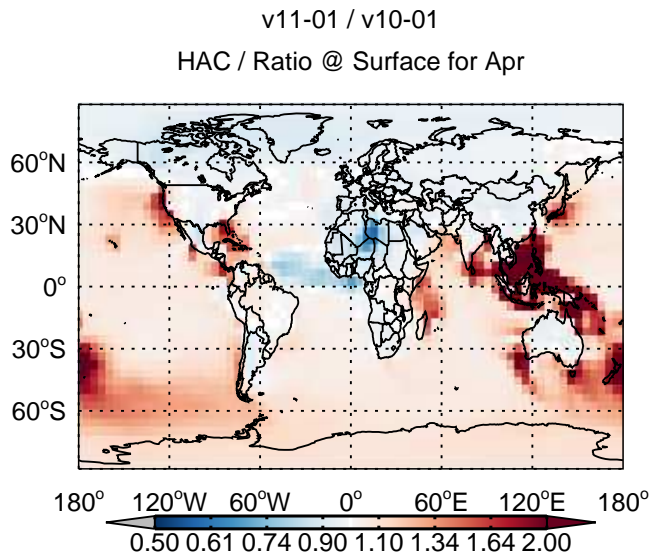 v11-01 / v10-01
HAC / Ratio @ Surface for Apr
60°N
30°N
0°
30°S
60°S
180° 120°W 60°W 0° 60°E 120°E 180°
0.50 0.61 0.74 0.90 1.10 1.34 1.64 2.00